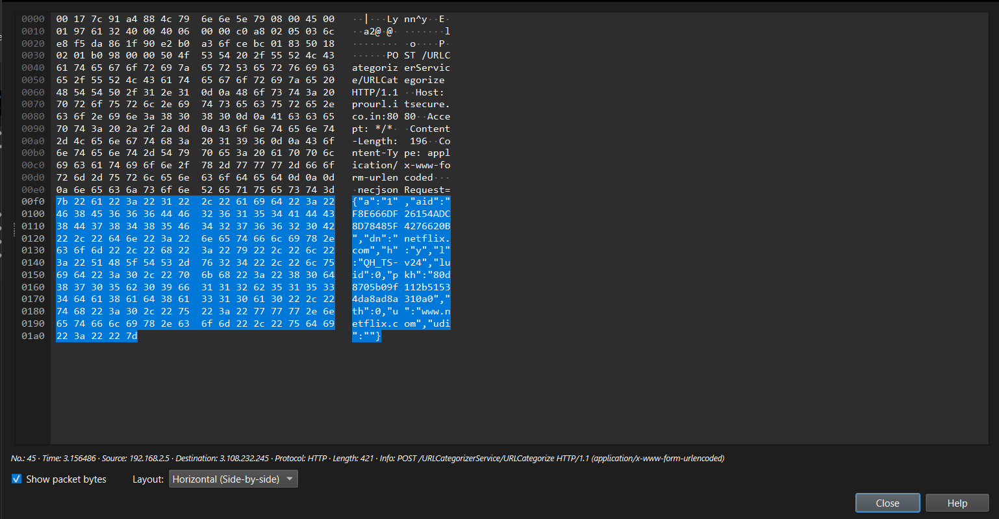 0000 00 17 7c 91 a4 88 4c 79 6e 6e 5e 79 08 00 45 00 ··|···Ly nn^y··E·
0010 01 97 61 32 40 00 40 06 00 00 c0 a8 02 05 03 6c ··a2@·@· ·······l
0020 e8 f5 da 86 1f 90 e2 b0 a3 6f ce bc 01 83 50 18 ········ ·o····P·
0030 02 01 b0 98 00 00 50 4f 53 54 20 2f 55 52 4c 43 ······PO ST /URLC
0040 61 74 65 67 6f 72 69 7a 65 72 53 65 72 76 69 63 ategoriz erServic
0050 65 2f 55 52 4c 43 61 74 65 67 6f 72 69 7a 65 20 e/URLCat egorize
0060 48 54 54 50 2f 31 2e 31 0d 0a 48 6f 73 74 3a 20 HTTP/1.1 ··Host:
0070 70 72 6f 75 72 6c 2e 69 74 73 65 63 75 72 65 2e prourl.i tsecure.
0080 63 6f 2e 69 6e 3a 38 30 38 30 0d 0a 41 63 63 65 co.in:80 80··Acce
0090 70 74 3a 20 2a 2f 2a 0d 0a 43 6f 6e 74 65 6e 74 pt: */*· ·Content
00a0 2d 4c 65 6e 67 74 68 3a 20 31 39 36 0d 0a 43 6f -Length: 196··Co
00b0 6e 74 65 6e 74 2d 54 79 70 65 3a 20 61 70 70 6c ntent-Ty pe: appl
00c0 69 63 61 74 69 6f 6e 2f 78 2d 77 77 77 2d 66 6f ication/ x-www-fo
00d0 72 6d 2d 75 72 6c 65 6e 63 6f 64 65 64 0d 0a 0d rm-urlen coded···
00e0 0a 6e 65 63 6a 73 6f 6e 52 65 71 75 65 73 74 3d ·necjson Request=
00f0 7b 22 61 22 3a 22 31 22 2c 22 61 69 64 22 3a 22 {"a":"1" ,"aid":"
0100 46 38 45 36 36 36 44 46 32 36 31 35 34 41 44 43 F8E666DF 26154ADC
0110 38 44 37 38 34 38 35 46 34 32 37 36 36 32 30 42 8D78485F 4276620B
0120 22 2c 22 64 6e 22 3a 22 6e 65 74 66 6c 69 78 2e ","dn":" netflix.
0130 63 6f 6d 22 2c 22 68 22 3a 22 79 22 2c 22 6c 22 com","h" :"y","l"
0140 3a 22 51 48 5f 54 53 2d 76 32 34 22 2c 22 6c 75 :"QH_TS- v24","lu
0150 69 64 22 3a 30 2c 22 70 6b 68 22 3a 22 38 30 64 id":0,"p kh":"80d
0160 38 37 30 35 62 30 39 66 31 31 32 62 35 31 35 33 8705b09f 112b5153
0170 34 64 61 38 61 64 38 61 33 31 30 61 30 22 2c 22 4da8ad8a 310a0","
0180 74 68 22 3a 30 2c 22 75 22 3a 22 77 77 77 2e 6e th":0,"u ":"www.n
0190 65 74 66 6c 69 78 2e 63 6f 6d 22 2c 22 75 64 69 etflix.c om","udi
01a0 22 3a 22 22 7d ":""}
No.: 45 · Time: 3.156486 · Source: 192.168.2.5 · Destination: 3.108.232.245 · Protocol: HTTP · Length: 421 · Info: POST /URLCategorizerService/URLCategorize HTTP/1.1 (application/x-www-form-urlencoded)
Show packet bytes Layout: Horizontal (Side-by-side)
Close Help